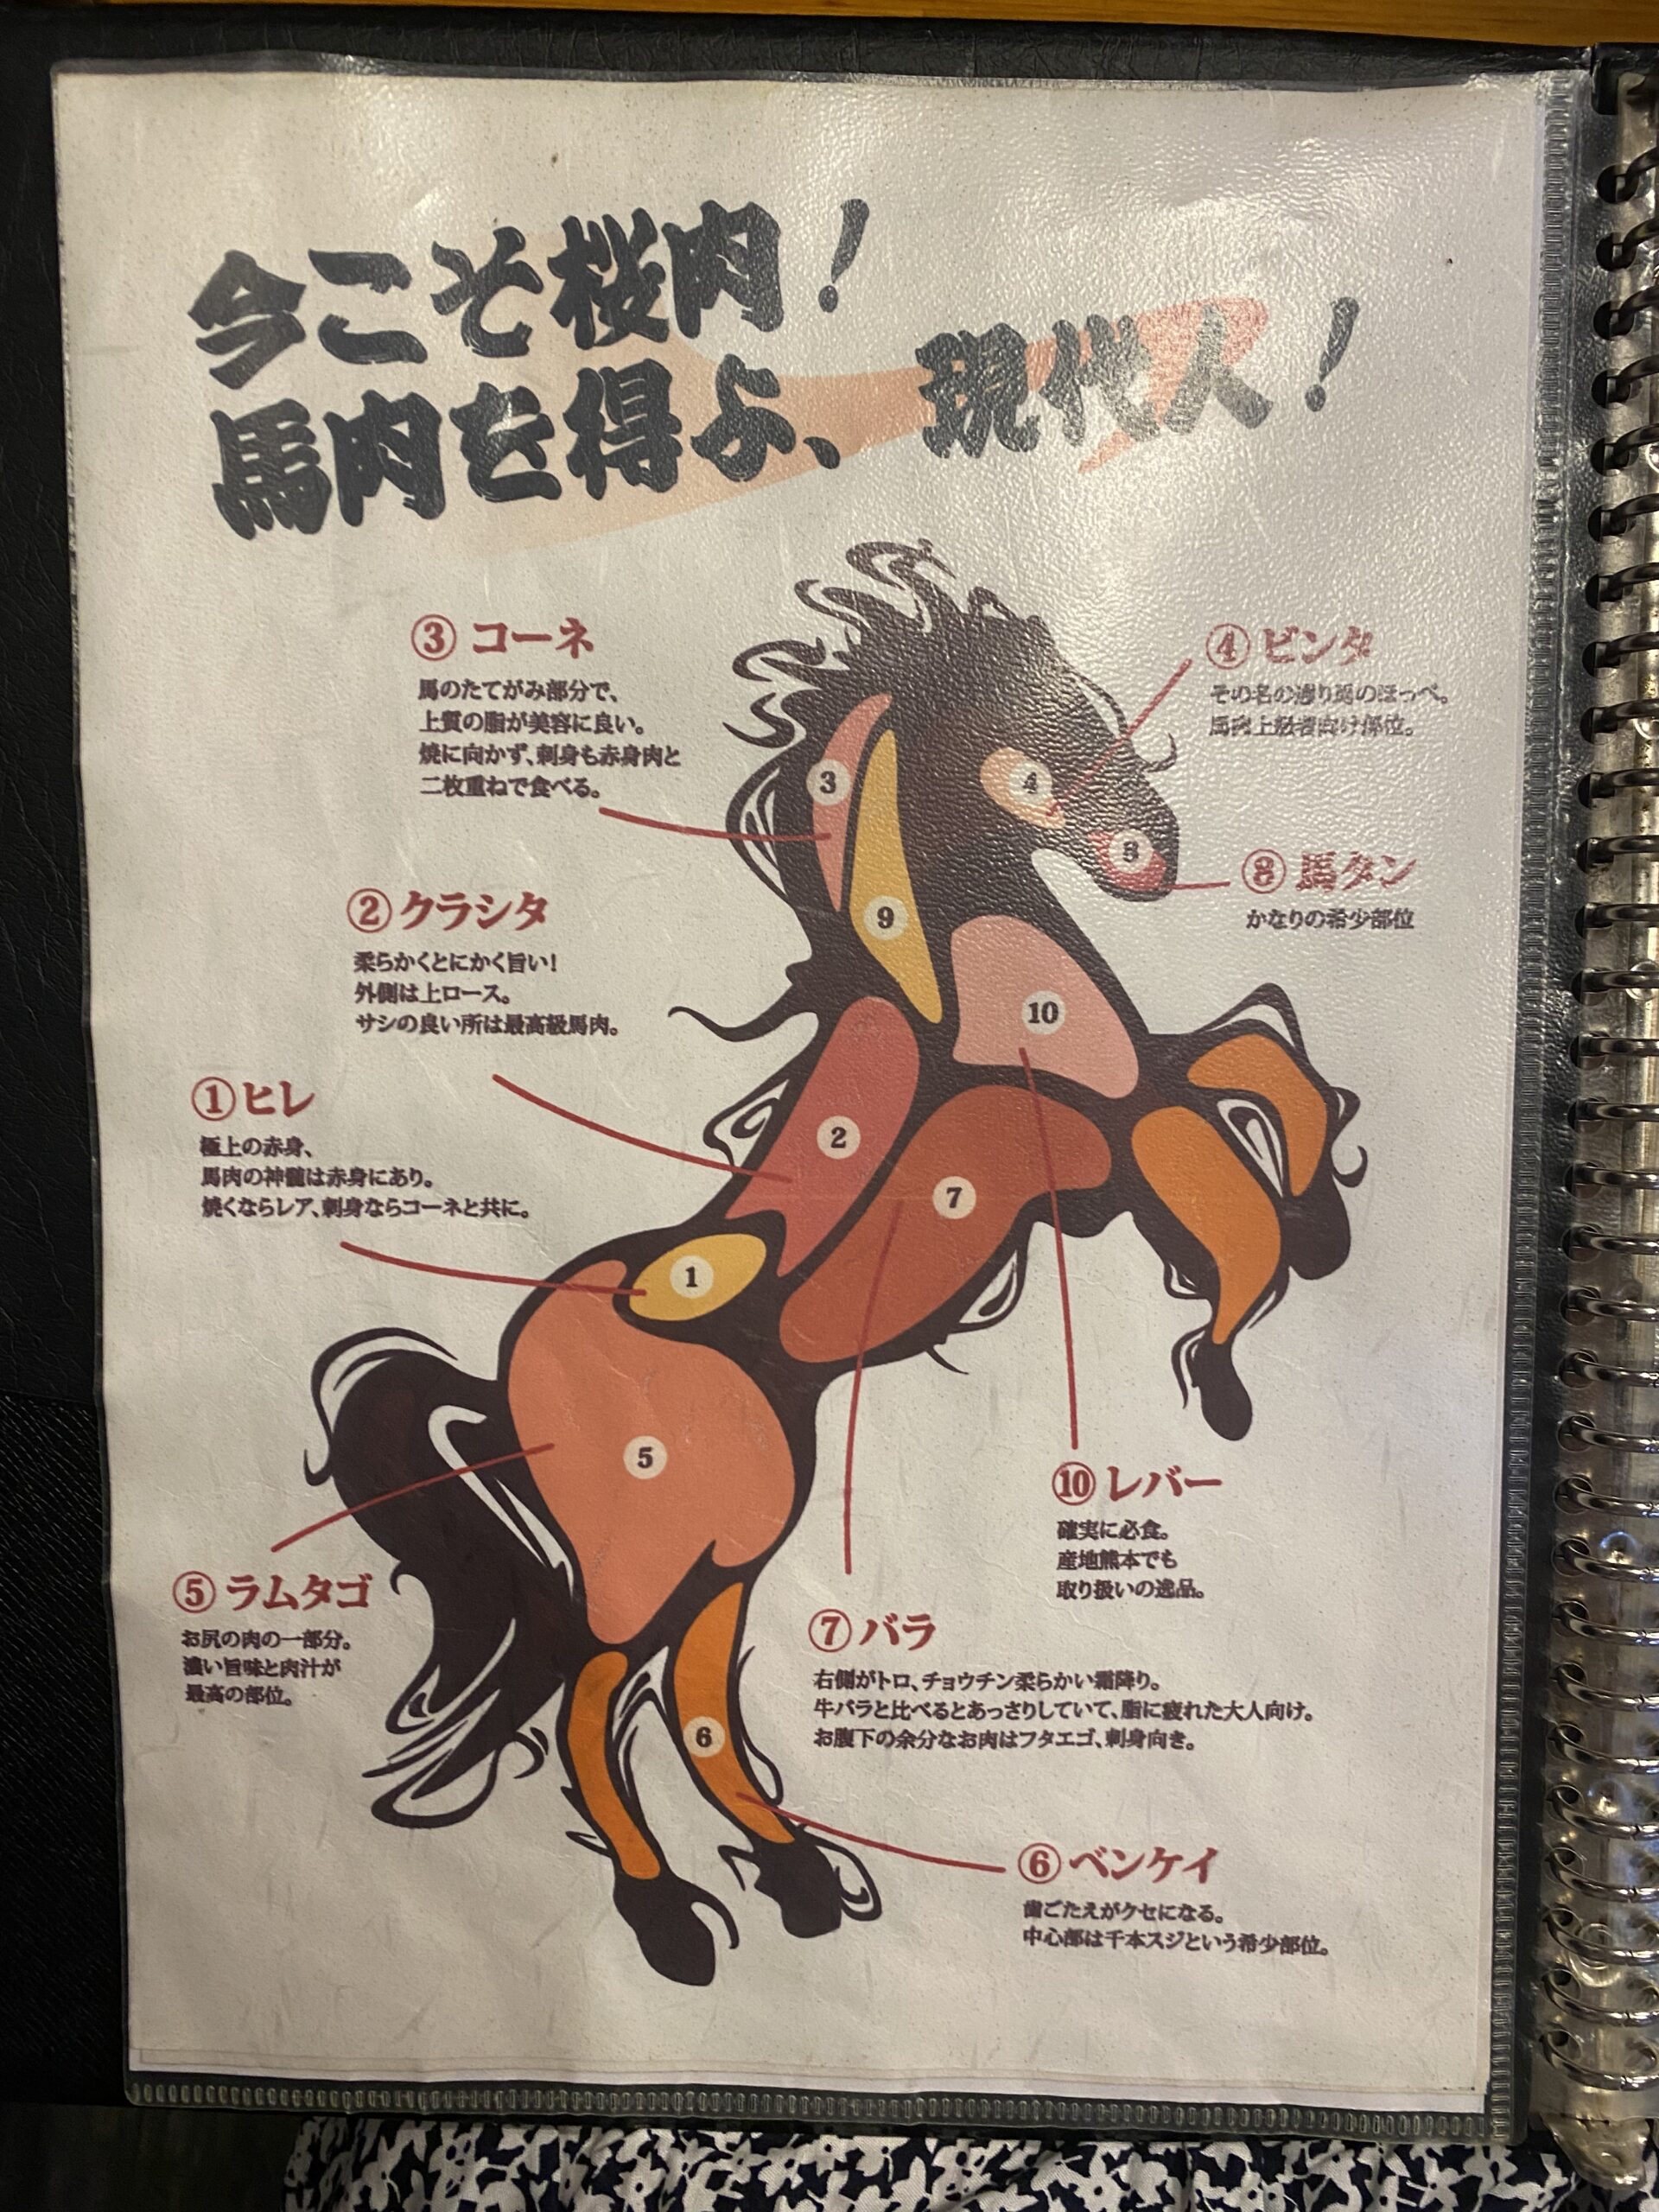 今こそ桜肉！
馬肉を得よ、現代人！
③ コーネ
馬のたてがみ部分で、
上質の脂が美容に良い。
焼に向かず、刺身も赤身肉と
二枚重ねで食べる。
④ ビンタ
その名の通り馬のほっぺ。
馬肉上級者向け部位。
⑧ 馬タン
かなりの希少部位
② クラシタ
柔らかくとにかく旨い！
外側は上ロース。
サシの良い所は最高級馬肉。
① ヒレ
極上の赤身、
馬肉の神髄は赤身にあり。
焼くならレア、刺身ならコーネと共に。
3
4
8
9
10
2
7
1
5
6
⑩ レバー
確実に必食。
産地熊本でも
取り扱いの逸品。
⑤ ラムタゴ
お尻の肉の一部分。
濃い旨味と肉汁が
最高の部位。
⑦ バラ
右側がトロ、チョウチン柔らかい霜降り。
牛バラと比べるとあっさりしていて、脂に疲れた大人向け。
お腹下の余分なお肉はフタエゴ、刺身向き。
⑥ ベンケイ
歯ごたえがクセになる。
中心部は千本スジという希少部位。